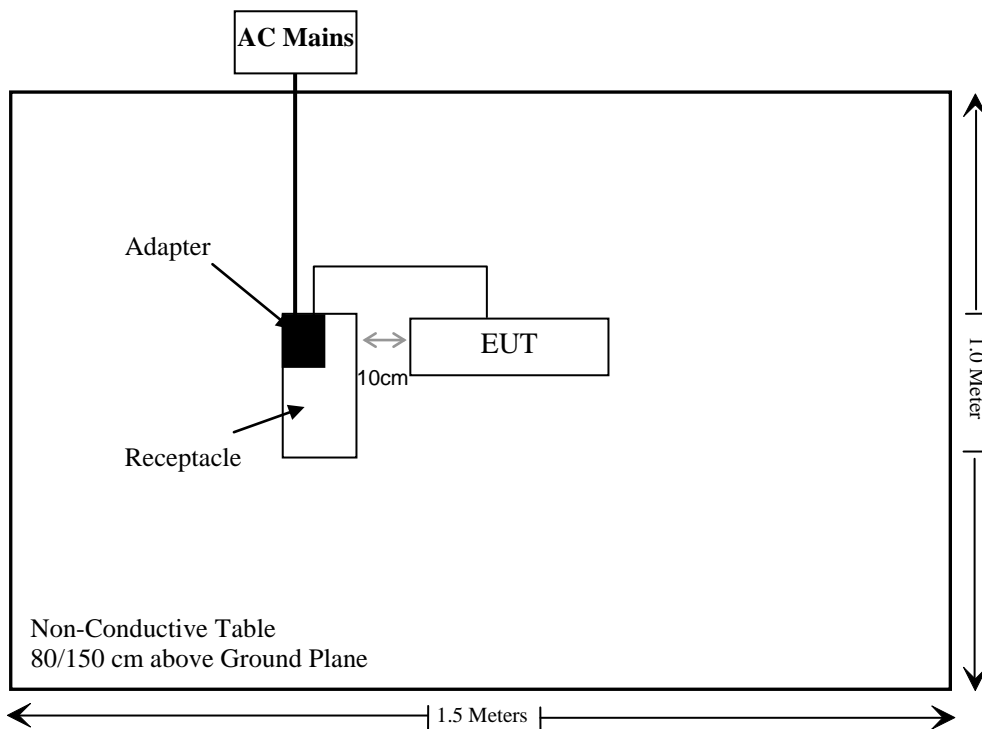 AC Mains
Adapter
EUT
10cm
1.0 Meter
Receptacle
Non-Conductive Table
80/150 cm above Ground Plane
1.5 Meters